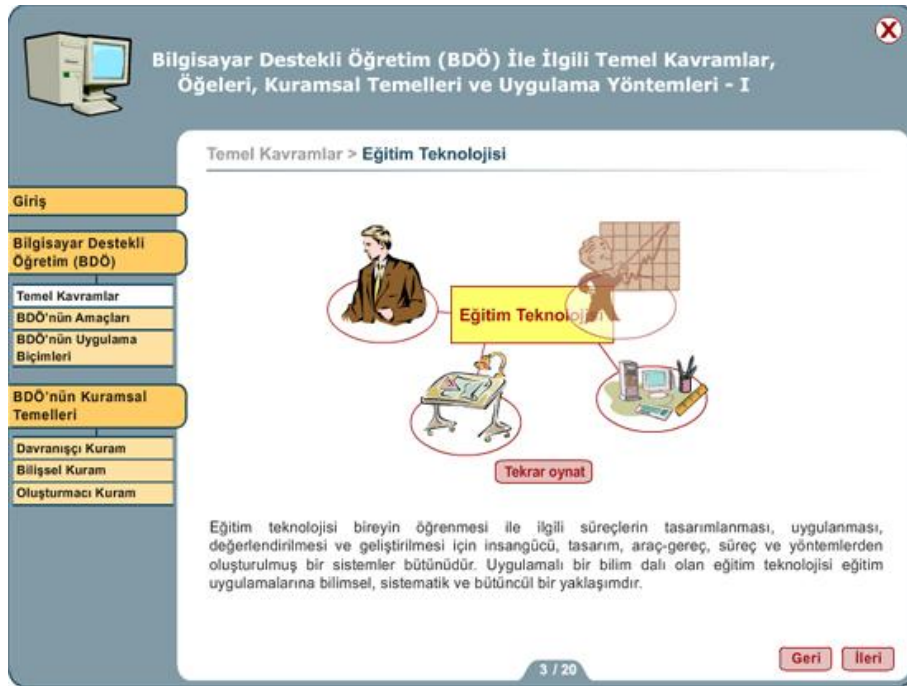 Bilgisayar Destekli Öğretim (BDÖ) İle İlgili Temel Kavramlar,
Öğeleri, Kuramsal Temelleri ve Uygulama Yöntemleri - I
X
Temel Kavramlar > Eğitim Teknolojisi
Giriş
Bilgisayar Destekli
Öğretim (BDÖ)
Temel Kavramlar
BDÖ'nün Amaçları
BDÖ'nün Uygulama
Biçimleri
BDÖ'nün Kuramsal
Temelleri
Davranışçı Kuram
Bilişsel Kuram
Oluşturmacı Kuram
Eğitim Teknolojisi
Tekrar oynat
Eğitim teknolojisi bireyin öğrenmesi ile ilgili süreçlerin tasarımlanması, uygulanması,
değerlendirilmesi ve geliştirilmesi için insangücü, tasarım, araç-gereç, süreç ve yöntemlerden
oluşturulmuş bir sistemler bütünüdür. Uygulamalı bir bilim dalı olan eğitim teknolojisi eğitim
uygulamalarına bilimsel, sistematik ve bütüncül bir yaklaşımdır.
3 / 20
Geri
İleri